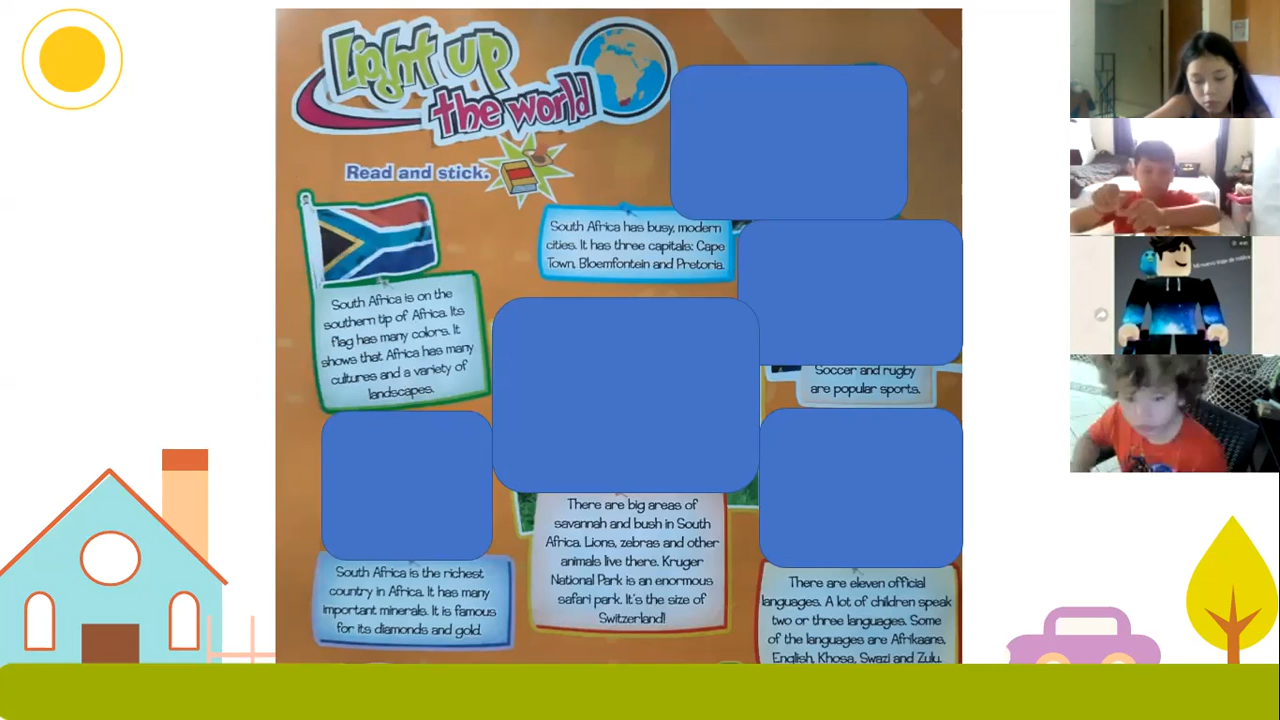 Light up
the world
Read and stick.
South Africa has busy, modern
cities. It has three capitals: Cape
Town, Bloemfontein and Pretoria.
South Africa is on the
southern tip of Africa. Its
flag has many colors. It
shows that Africa has many
cultures and a variety of
landscapes.
Soccer and rugby
are popular sports.
There are big areas of
savannah and bush in South
Africa. Lions, zebras and other
animals live there. Kruger
National Park is an enormous
safari park. It's the size of
Switzerland!
South Africa is the richest
country in Africa. It has many
important minerals. It is famous
for its diamonds and gold.
There are eleven official
languages. A lot of children speak
two or three languages. Some
of the languages are Afrikaans,
English, Khosa, Swazi and Zulu.
Mi nuevo traje de roblox